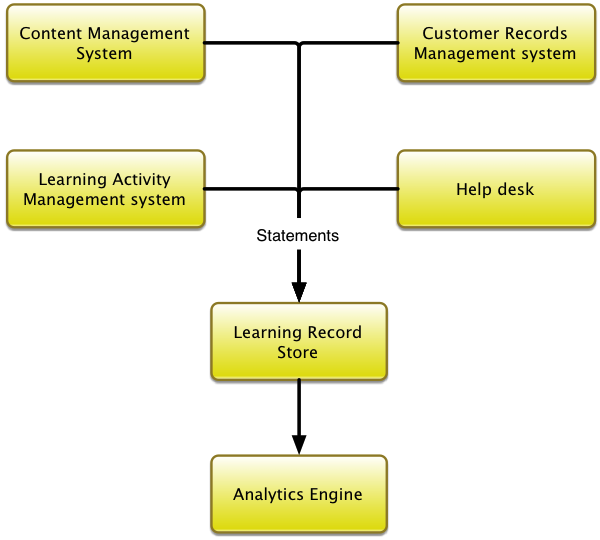 Content Management
System
Customer Records
Management system
Learning Activity
Management system
Help desk
Statements
Learning Record
Store
Analytics Engine